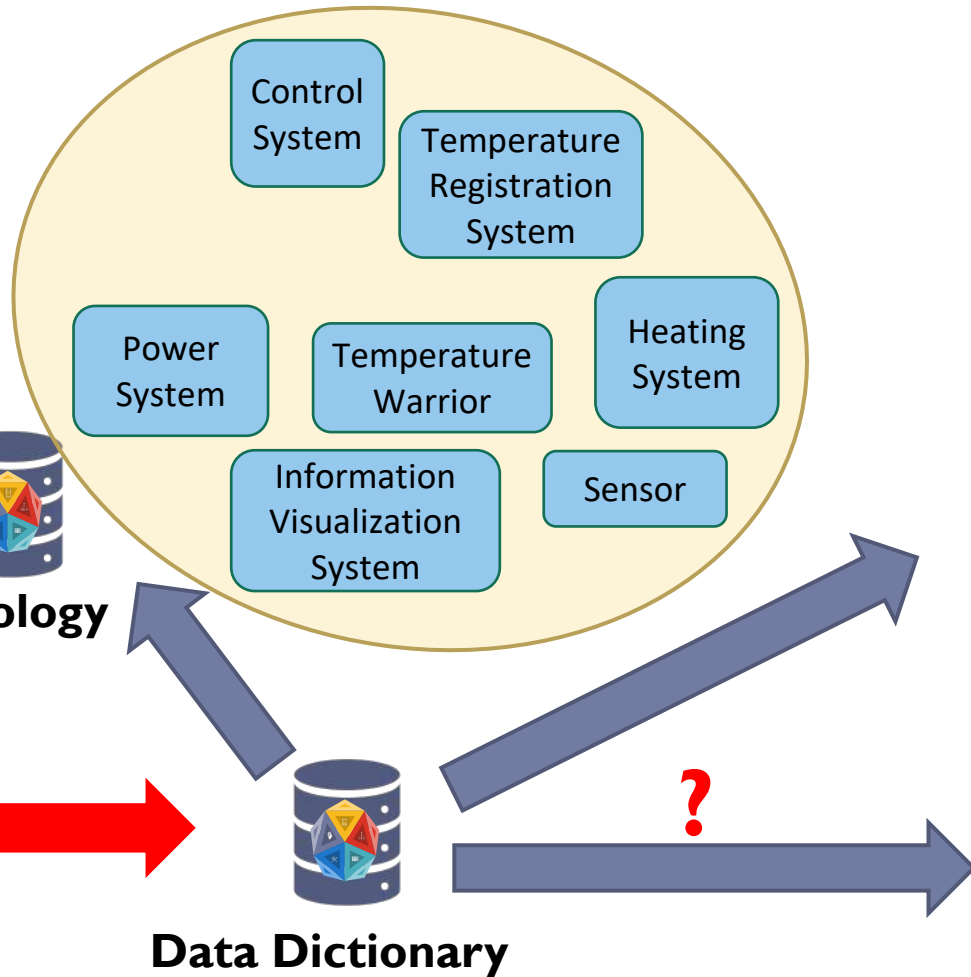 Control
System
Temperature
Registration
System
Power
System
Temperature
Warrior
Heating
System
Information
Visualization
System
Sensor
ology
?
Data Dictionary